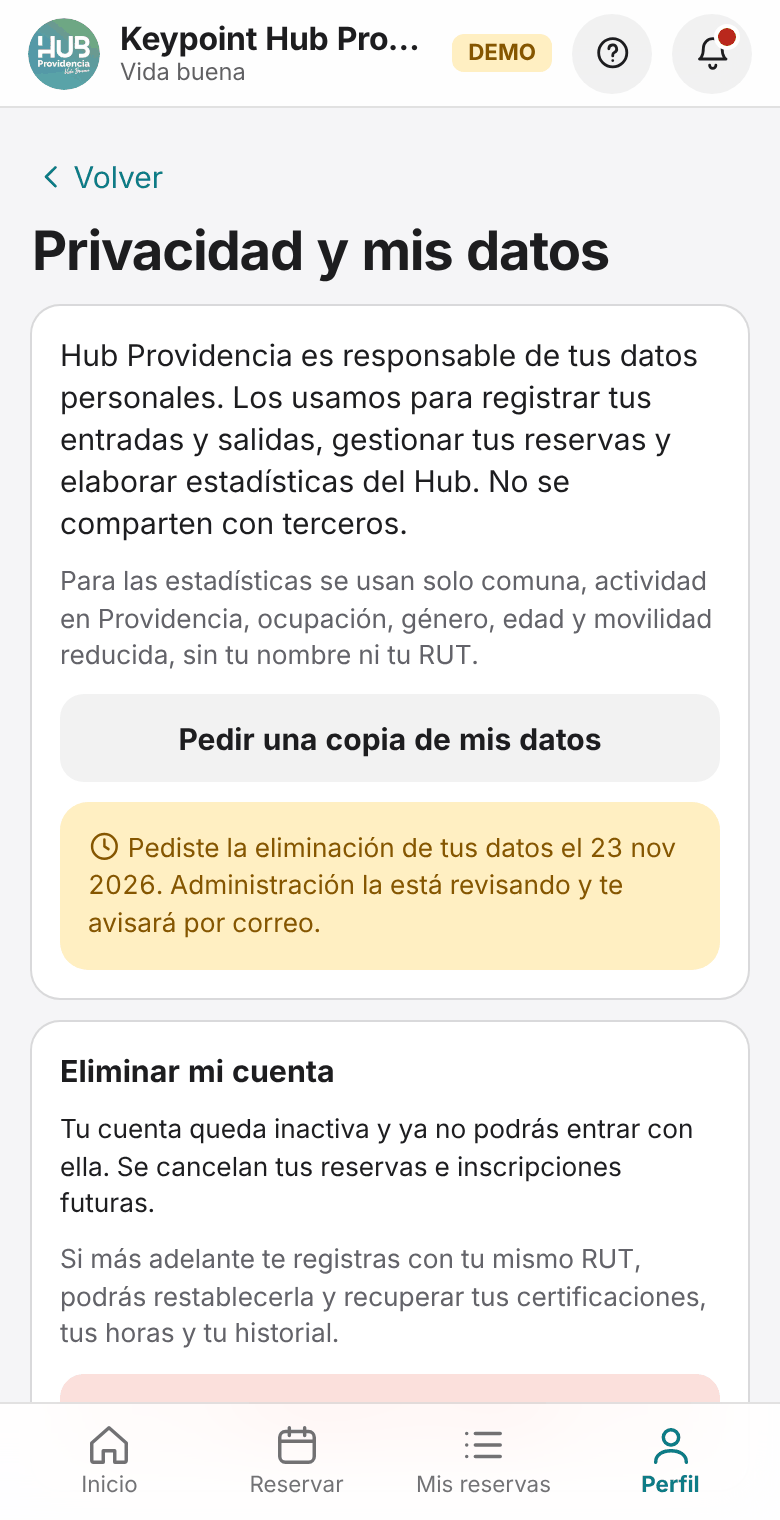 HUB
Providencia
Vida Buena
Keypoint Hub Pro...
Vida buena
DEMO
Volver
Privacidad y mis datos
Hub Providencia es responsable de tus datos
personales. Los usamos para registrar tus
entradas y salidas, gestionar tus reservas y
elaborar estadísticas del Hub. No se
comparten con terceros.
Para las estadísticas se usan solo comuna, actividad
en Providencia, ocupación, género, edad y movilidad
reducida, sin tu nombre ni tu RUT.
Pedir una copia de mis datos
Pediste la eliminación de tus datos el 23 nov
2026. Administración la está revisando y te
avisará por correo.
Eliminar mi cuenta
Tu cuenta queda inactiva y ya no podrás entrar con
ella. Se cancelan tus reservas e inscripciones
futuras.
Si más adelante te registras con tu mismo RUT,
podrás restablecerla y recuperar tus certificaciones,
tus horas y tu historial.
Inicio
Reservar
Mis reservas
Perfil